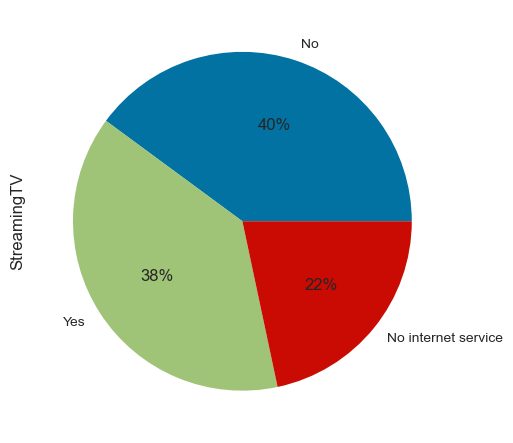 No
40%
StreamingTV
38%
22%
Yes
No internet service